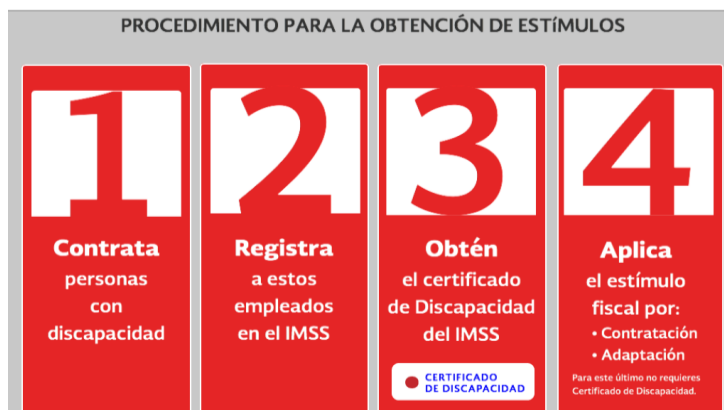 PROCEDIMIENTO PARA LA OBTENCIÓN DE ESTíMULOS
1
Contrata
personas
con
discapacidad
2
Registra
a estos
empleados
en el IMSS
3
Obtén
el certificado
de Discapacidad
del IMSS
CERTIFICADO
DE DISCAPACIDAD
4
Aplica
el estímulo
fiscal por:
• Contratación
• Adaptación
Para este último no requieres
Certificado de Discapacidad.